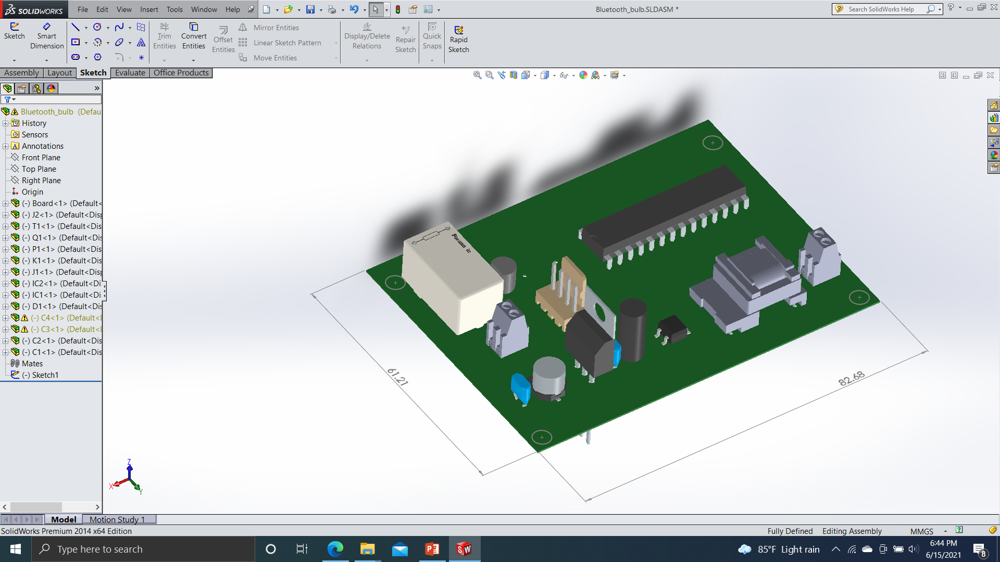 SOLIDWORKS File Edit View Insert Tools Window Help Bluetooth_bulb.SLDASM * Search SolidWorks Help
Sketch Smart Dimension Trim Entities Convert Entities Offset Entities Mirror Entities Linear Sketch Pattern Move Entities Display/Delete Relations Repair Sketch Quick Snaps Rapid Sketch
Assembly Layout Sketch Evaluate Office Products
Bluetooth_bulb (Defau
History
Sensors
Annotations
Front Plane
Top Plane
Right Plane
Origin
(-) Board<1> (Default<
(-) J2<1> (Default<Disp
(-) T1<1> (Default<Dis
(-) Q1<1> (Default<Dis
(-) P1<1> (Default<Dis
(-) K1<1> (Default<Dis
(-) J1<1> (Default<Disp
(-) IC2<1> (Default<Di
(-) IC1<1> (Default<Di
(-) D1<1> (Default<Dis
(-) C4<1> (Default<
(-) C3<1> (Default<
(-) C2<1> (Default<Dis
(-) C1<1> (Default<Dis
Mates
(-) Sketch1
61.21
82.68
Z
X
Y
Model Motion Study 1
SolidWorks Premium 2014 x64 Edition Fully Defined Editing Assembly MMGS
Type here to search 85°F Light rain 6:44 PM
6/15/2021 8